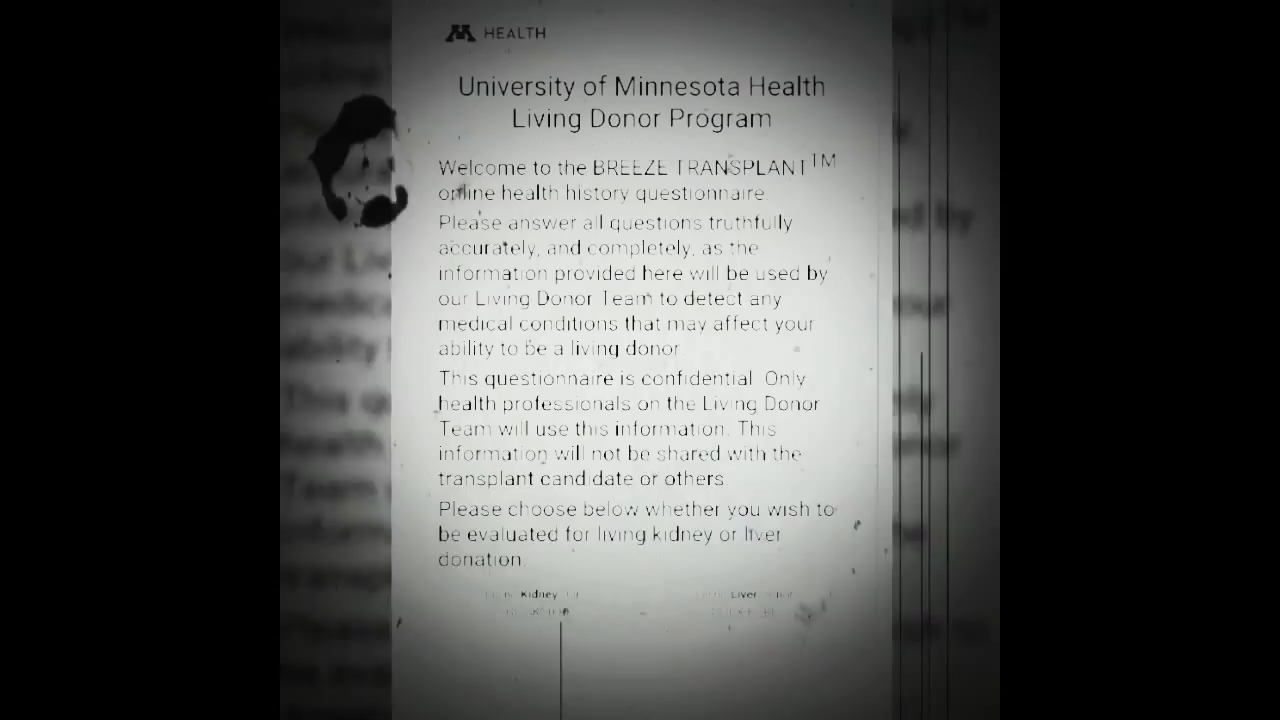 M HEALTH
University of Minnesota Health
Living Donor Program
Welcome to the BREEZE TRANSPLANT™
online health history questionnaire.
Please answer all questions truthfully
accurately, and completely, as the
information provided here will be used by
our Living Donor Team to detect any
medical conditions that may affect your
ability to be a living donor.
This questionnaire is confidential. Only
health professionals on the Living Donor
Team will use this information. This
information will not be shared with the
transplant candidate or others.
Please choose below whether you wish to
be evaluated for living kidney or liver
donation.
Kidney
Liver